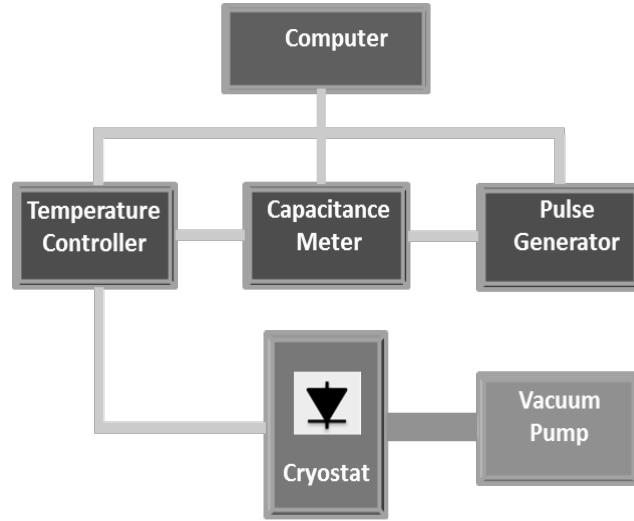 Computer
Temperature
Controller
Capacitance
Meter
Pulse
Generator
Cryostat
Vacuum
Pump